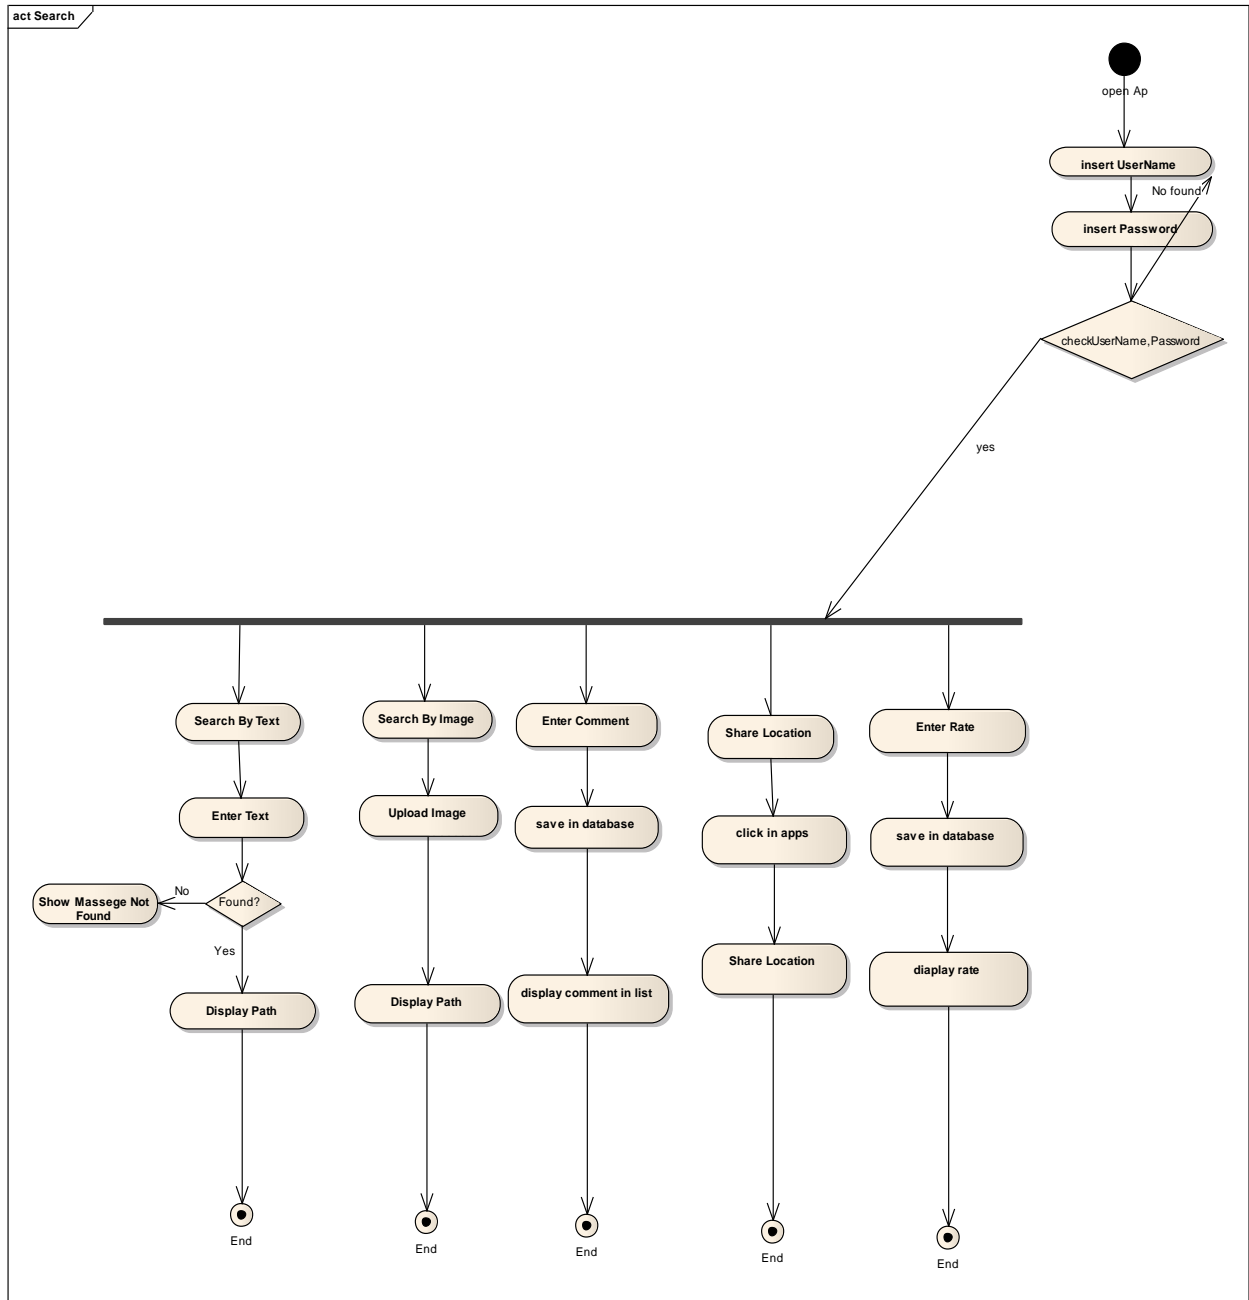 act Search
open Ap
insert UserName
No found
insert Password
checkUserName,Password
yes
Search By Text
Search By Image
Enter Comment
Share Location
Enter Rate
Enter Text
Upload Image
save in database
click in apps
save in database
Show Massege Not
Found
No
Found?
Yes
Display Path
Display Path
display comment in list
Share Location
diaplay rate
End
End
End
End
End